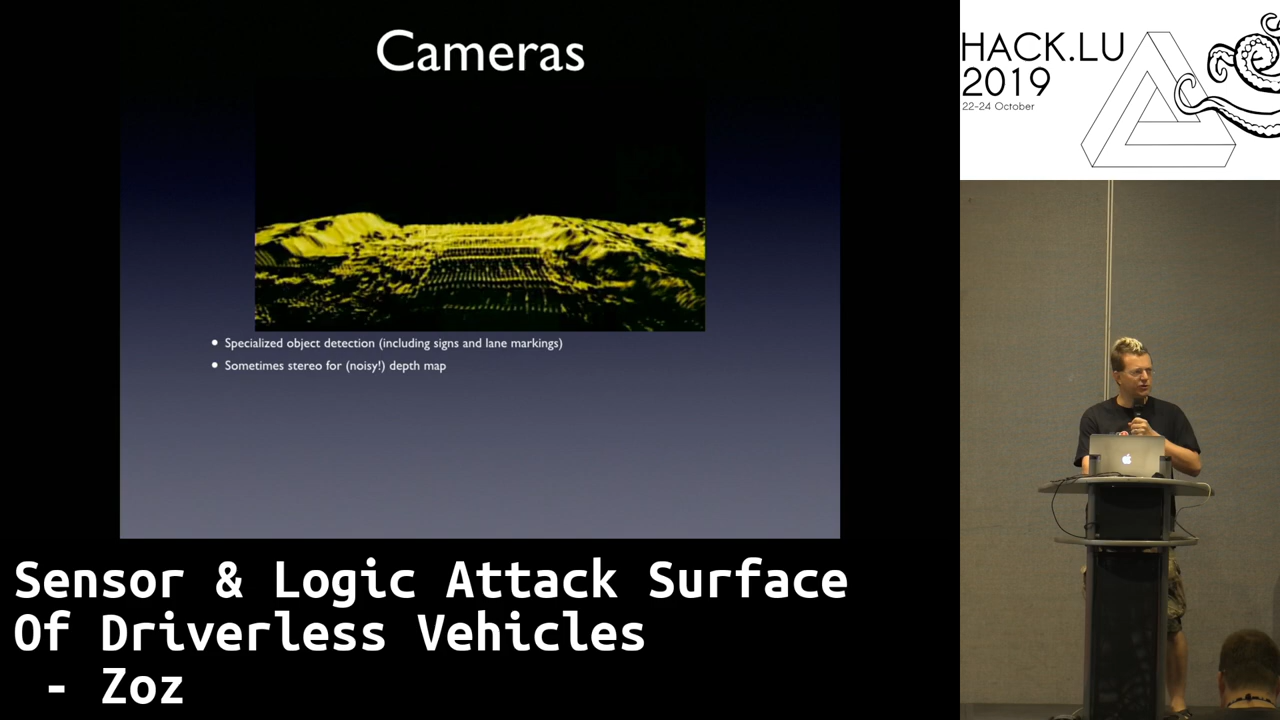 Cameras
• Specialized object detection (including signs and lane markings)
• Sometimes stereo for (noisy!) depth map
HACK.LU
2019
22-24 October
Sensor & Logic Attack Surface
Of Driverless Vehicles
- Zoz